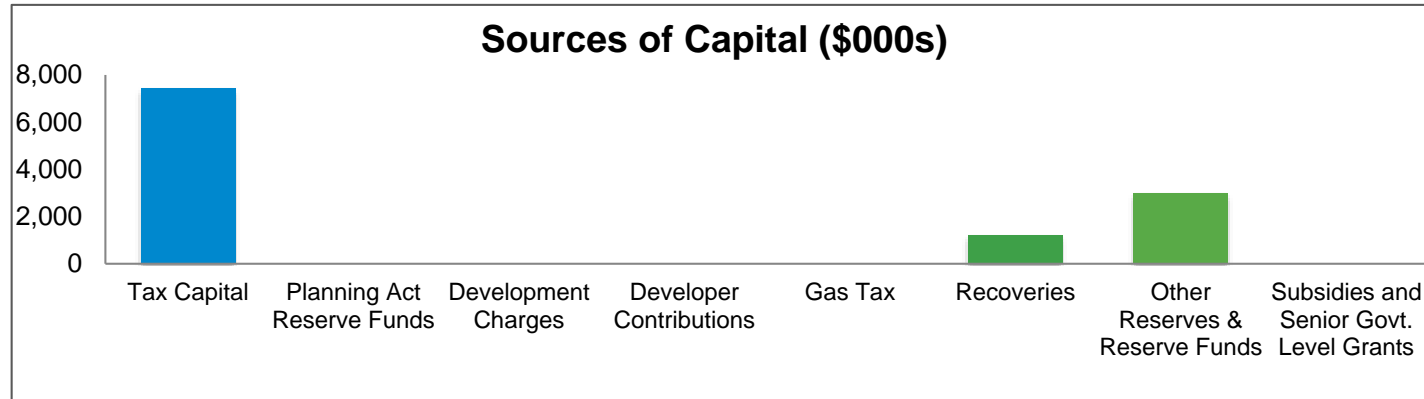 Sources of Capital ($000s)
8,000
6,000
4,000
2,000
0
Tax Capital
Planning Act
Reserve Funds
Development
Charges
Developer
Contributions
Gas Tax
Recoveries
Other
Reserves &
Reserve Funds
Subsidies and
Senior Govt.
Level Grants